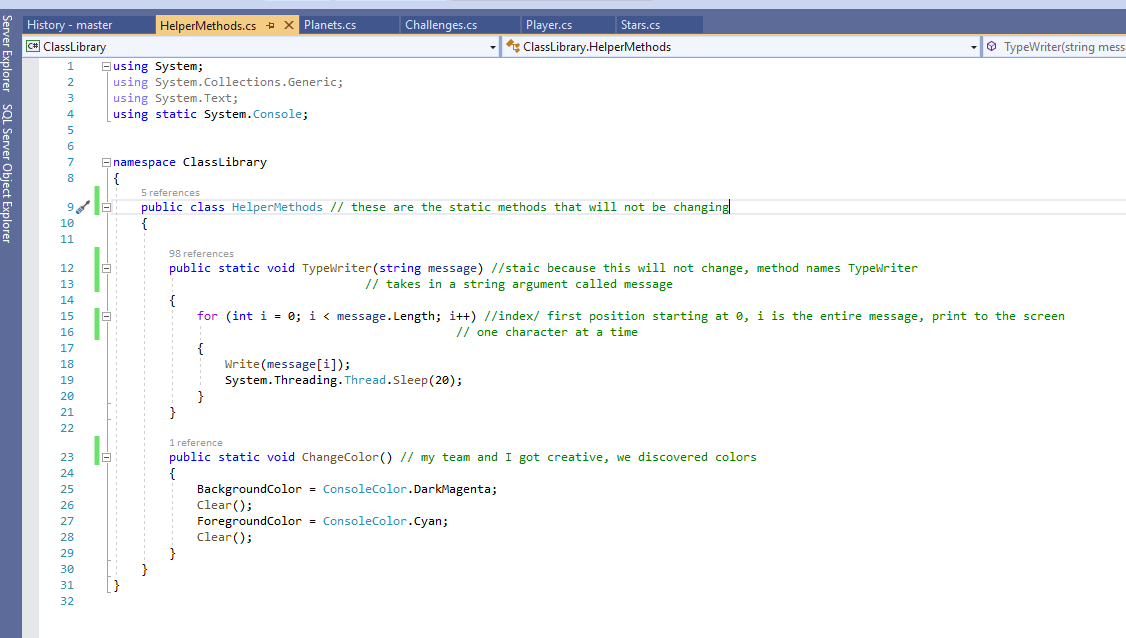 History - master HelperMethods.cs Planets.cs Challenges.cs Player.cs Stars.cs
C# ClassLibrary ClassLibrary.HelperMethods TypeWriter(string mess
Server Explorer
SQL Server Object Explorer
1 using System;
2 using System.Collections.Generic;
3 using System.Text;
4 using static System.Console;
5
6
7 namespace ClassLibrary
8 {
5 references
9 public class HelperMethods // these are the static methods that will not be changing
10 {
11
98 references
12 public static void TypeWriter(string message) //staic because this will not change, method names TypeWriter
13 // takes in a string argument called message
14 {
15 for (int i = 0; i < message.Length; i++) //index/ first position starting at 0, i is the entire message, print to the screen
16 // one character at a time
17 {
18 Write(message[i]);
19 System.Threading.Thread.Sleep(20);
20 }
21 }
22
1 reference
23 public static void ChangeColor() // my team and I got creative, we discovered colors
24 {
25 BackgroundColor = ConsoleColor.DarkMagenta;
26 Clear();
27 ForegroundColor = ConsoleColor.Cyan;
28 Clear();
29 }
30 }
31 }
32